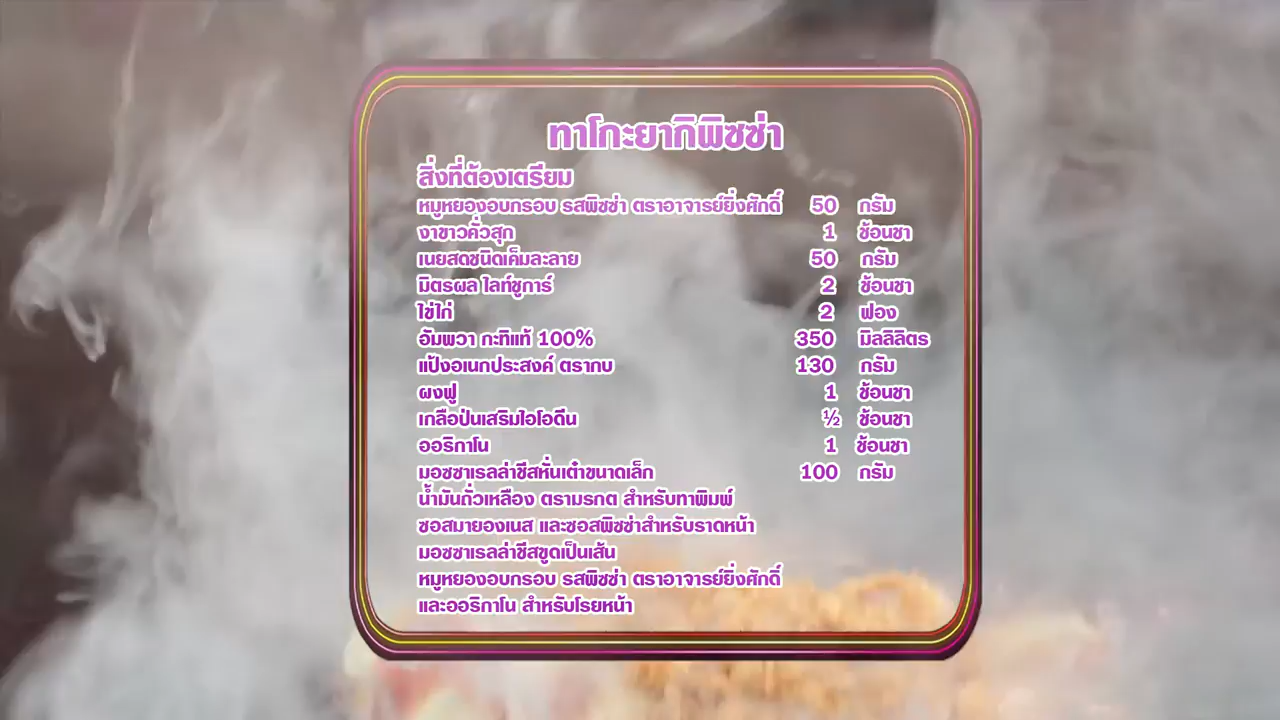 ทาโกะยากิพิซซ่า
สิ่งที่ต้องเตรียม
หมูหยองอบกรอบ รสพิซซ่า ตราอาจารย์ยิ่งศักดิ์ 50 กรัม
งาขาวคั่วสุก 1 ช้อนชา
เนยสดชนิดเค็มละลาย 50 กรัม
มิตรผล ไลท์ชูการ์ 2 ช้อนชา
ไข่ไก่ 2 ฟอง
อัมพวา กะทิแท้ 100% 350 มิลลิลิตร
แป้งอเนกประสงค์ ตรากบ 130 กรัม
ผงฟู 1 ช้อนชา
เกลือป่นเสริมไอโอดีน ½ ช้อนชา
ออริกาโน 1 ช้อนชา
มอซซาเรลล่าชีสหั่นเต๋าขนาดเล็ก 100 กรัม
น้ำมันถั่วเหลือง ตรามรกต สำหรับทาพิมพ์
ซอสมายองเนส และซอสพิซซ่าสำหรับราดหน้า
มอซซาเรลล่าชีสขูดเป็นเส้น
หมูหยองอบกรอบ รสพิซซ่า ตราอาจารย์ยิ่งศักดิ์
และออริกาโน สำหรับโรยหน้า